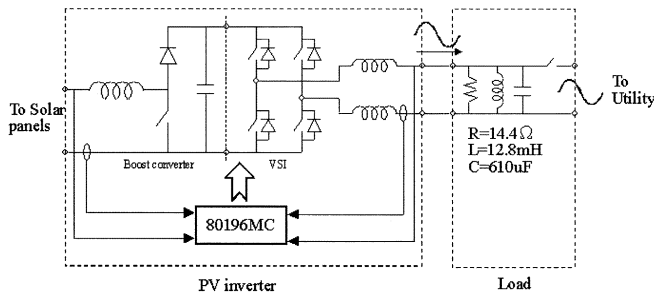 To Solar
panels
Boost converter
VSI
80196MC
PV inverter
R=14.4Ω
L=12.8mH
C=610uF
To
Utility
Load